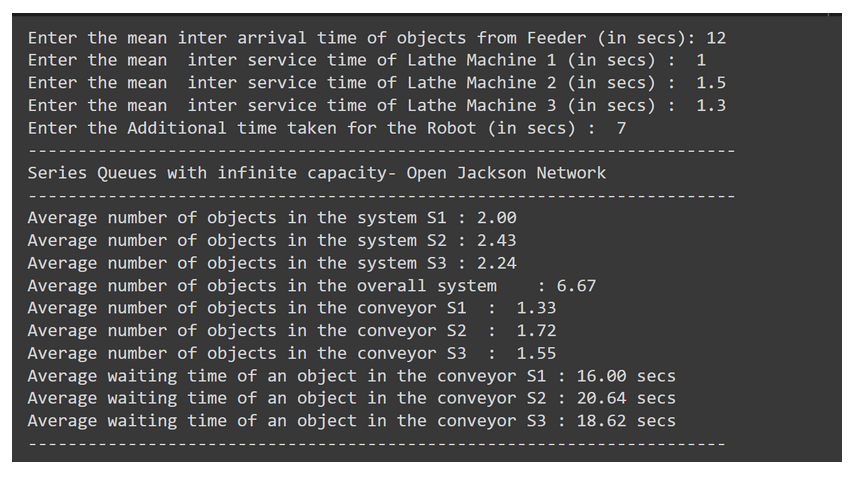 Enter the mean inter arrival time of objects from Feeder (in secs): 12
Enter the mean  inter service time of Lathe Machine 1 (in secs) :  1
Enter the mean  inter service time of Lathe Machine 2 (in secs) :  1.5
Enter the mean  inter service time of Lathe Machine 3 (in secs) :  1.3
Enter the Additional time taken for the Robot (in secs) :  7
-----------------------------------------------------------------------
Series Queues with infinite capacity- Open Jackson Network
-----------------------------------------------------------------------
Average number of objects in the system S1 : 2.00
Average number of objects in the system S2 : 2.43
Average number of objects in the system S3 : 2.24
Average number of objects in the overall system    : 6.67
Average number of objects in the conveyor S1  :  1.33
Average number of objects in the conveyor S2  :  1.72
Average number of objects in the conveyor S3  :  1.55
Average waiting time of an object in the conveyor S1 : 16.00 secs
Average waiting time of an object in the conveyor S2 : 20.64 secs
Average waiting time of an object in the conveyor S3 : 18.62 secs
----------------------------------------------------------------------